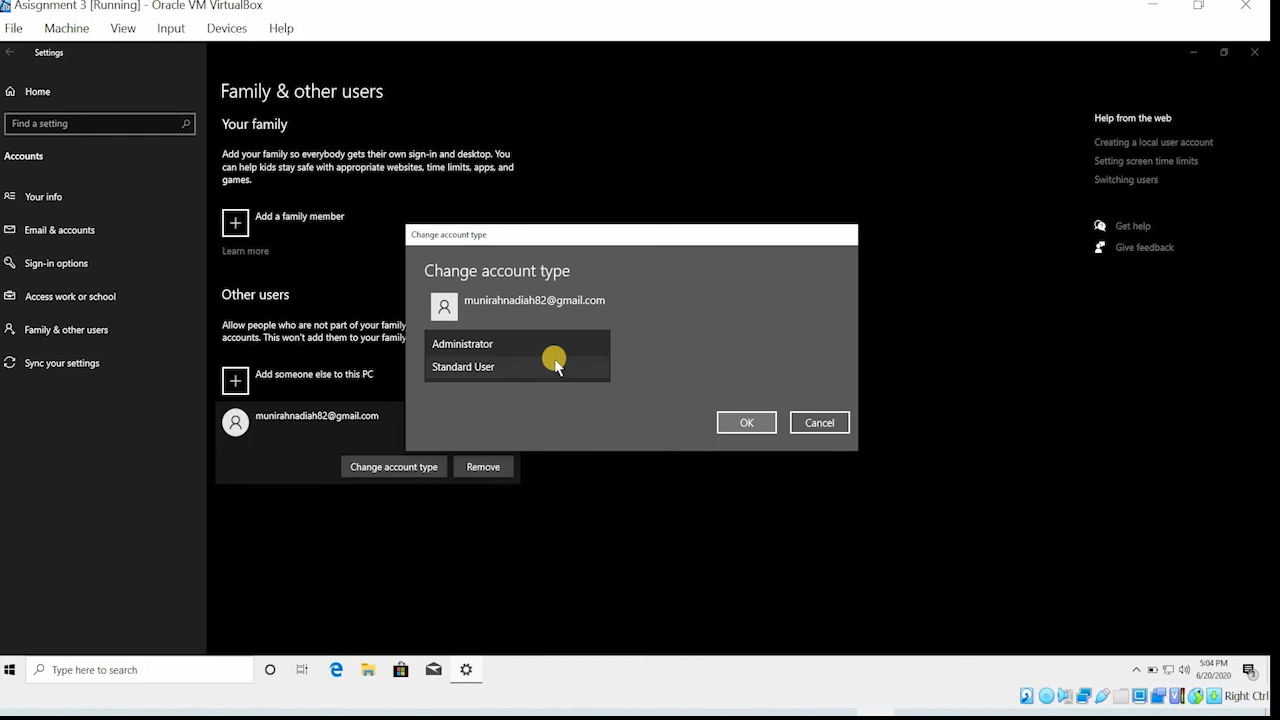 Asisgnment 3 [Running] - Oracle VM VirtualBox
File Machine View Input Devices Help
Settings
Home
Find a setting
Accounts
Your info
Email & accounts
Sign-in options
Access work or school
Family & other users
Sync your settings
Family & other users
Your family
Add your family so everybody gets their own sign-in and desktop. You
can help kids stay safe with appropriate websites, time limits, apps, and
games.
Add a family member
Learn more
Other users
Allow people who are not part of your family
accounts. This won't add them to your family
Add someone else to this PC
munirahnadiah82@gmail.com
Change account type Remove
Change account type
Change account type
munirahnadiah82@gmail.com
Administrator
Standard User
OK Cancel
Help from the web
Creating a local user account
Setting screen time limits
Switching users
Get help
Give feedback
Type here to search
5:04 PM
6/20/2020
Right Ctrl